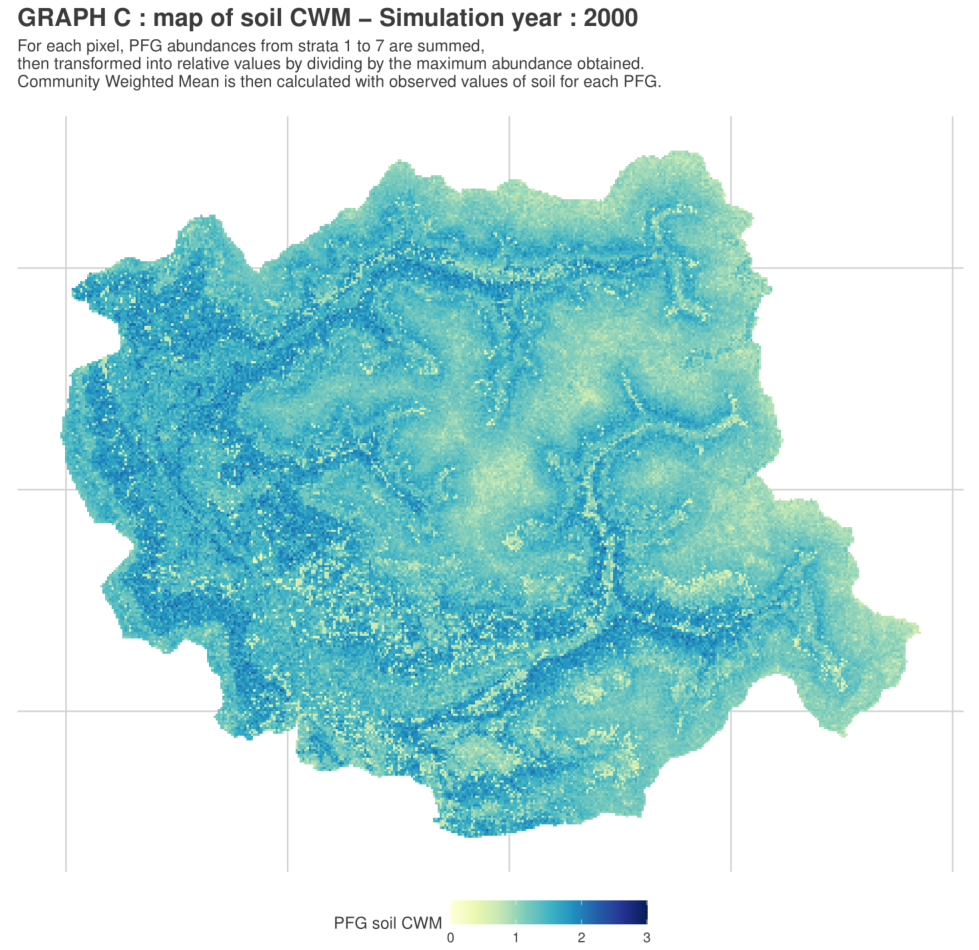 GRAPH C : map of soil CWM – Simulation year : 2000
For each pixel, PFG abundances from strata 1 to 7 are summed,
then transformed into relative values by dividing by the maximum abundance obtained.
Community Weighted Mean is then calculated with observed values of soil for each PFG.
PFG soil CWM
0 1 2 3